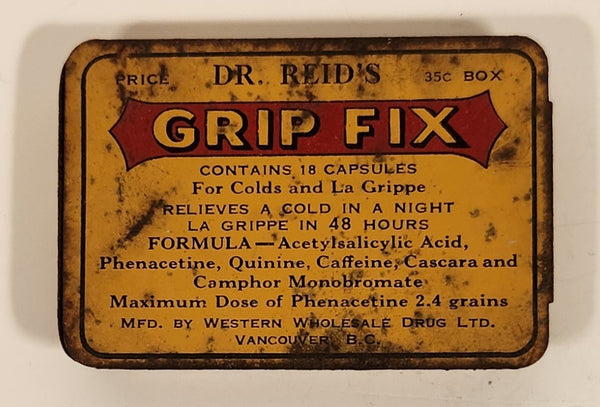 PRICE DR. REID'S 35C BOX
GRIP FIX
CONTAINS 18 CAPSULES
For Colds and La Grippe
RELIEVES A COLD IN A NIGHT
LA GRIPPE IN 48 HOURS
FORMULA—Acetylsalicylic Acid,
Phenacetine, Quinine, Caffeine, Cascara and
Camphor Monobromate
Maximum Dose of Phenacetine 2.4 grains
MFD. BY WESTERN WHOLESALE DRUG LTD.
VANCOUVER B.C.